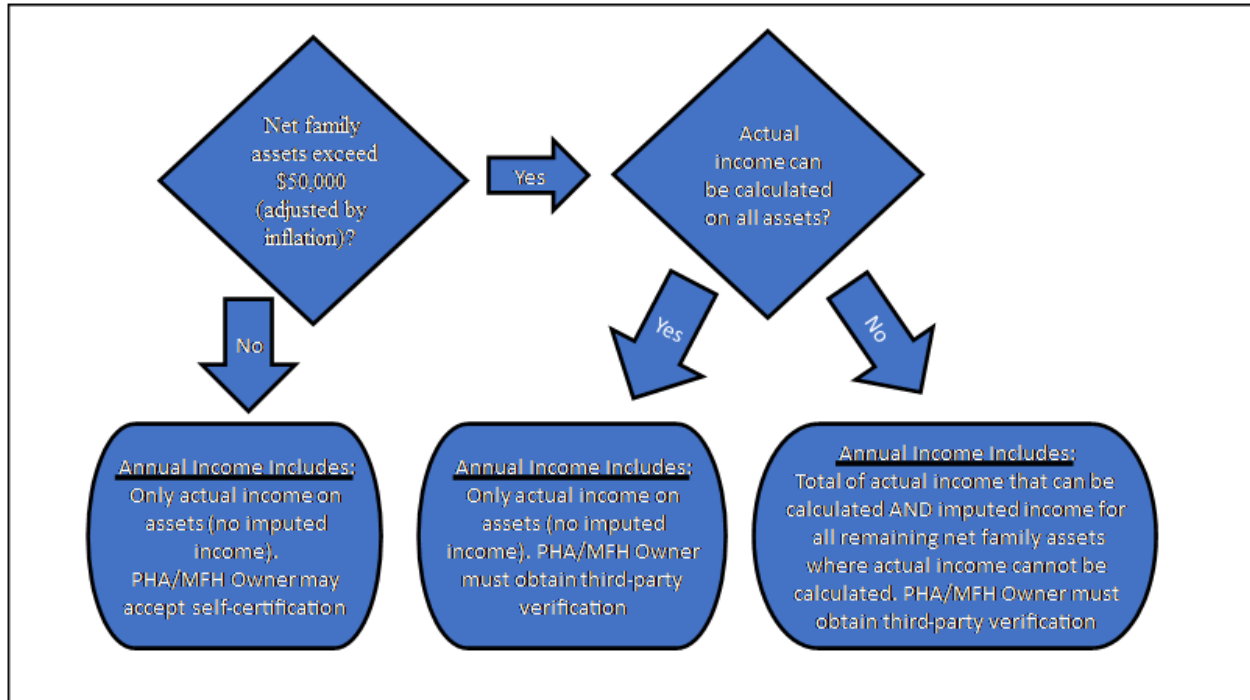 Net family
assets exceed
$50,000
(adjusted by
inflation)?
Yes
Actual
income can
be calculated
on all assets?
No
Yes
No
Annual Income Includes:
Only actual income on
assets (no imputed
income).
PHA/MFH Owner may
accept self-certification
Annual Income Includes:
Only actual income on
assets (no imputed
income). PHA/MFH Owner
must obtain third-party
verification
Annual Income Includes:
Total of actual income that can be
calculated AND imputed income for
all remaining net family assets
where actual income cannot be
calculated. PHA/MFH Owner must
obtain third-party verification